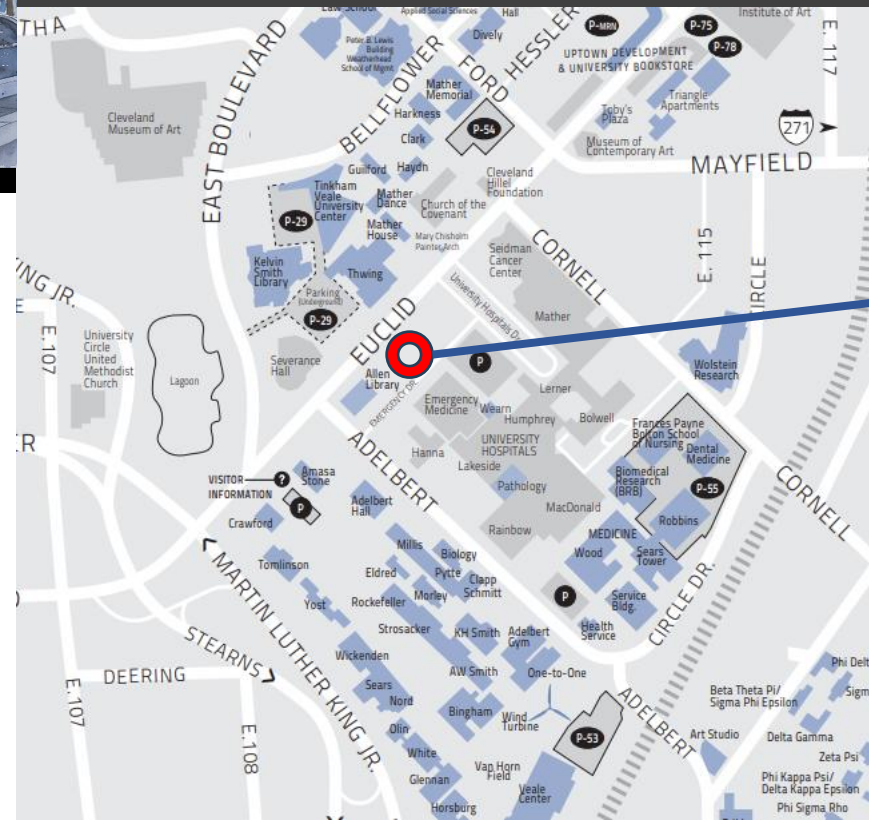 Law School
Applied Social Sciences
Hall
Institute of Art
THA
EAST BOULEVARD
Peter B. Lewis
Building
Weatherhead
School of Mgmt.
Dively
P-MRN
P-75
P-78
E. 117
UPTOWN DEVELOPMENT
& UNIVERSITY BOOKSTORE
HESSLER
FORD
BELLFLOWER
Mather
Memorial
Triangle
Apartments
Toby's
Plaza
Cleveland
Museum of Art
Harkness
P-54
271
Clark
Museum of
Contemporary Art
MAYFIELD
Guilford
Haydn
Cleveland
Hillel
Foundation
Tinkham
Veale
University
Center
Mather
Dance
Church of the
Covenant
P-29
Mather
House
Mary Chisholm
Painter Arch
CORNELL
E. 115
CIRCLE
Seidman
Cancer
Center
Kelvin
Smith
Library
Thwing
KING JR.
E
University Hospitals Dr.
Parking
(Underground)
P-29
EUCLID
Mather
E. 107
University
Circle
United
Methodist
Church
Lagoon
Severance
Hall
P
Wolstein
Research
Allen
Library
EMERGENCY DR.
Lerner
Emergency
Medicine
Wearn
Humphrey
Bolwell
Frances Payne
Bolton School
of Nursing
Dental
Medicine
ER
ADELBERT
Hanna
UNIVERSITY
HOSPITALS
Lakeside
VISITOR
INFORMATION
?
Amasa
Stone
Biomedical
Research
(BRB)
P-55
CORNELL
Pathology
P
Adelbert
Hall
MacDonald
Crawford
Robbins
Rainbow
MEDICINE
Millis
Biology
Wood
Sears
Tower
Tomlinson
Eldred
Pytte
Clapp
Schmitt
MARTIN LUTHER KING JR.
Yost
Rockefeller
Morley
P
Service
Bldg.
CIRCLE DR.
Strosacker
KH Smith
Adelbert
Gym
Health
Service
STEARNS
Wickenden
AW Smith
One-to-One
Phi Delt
DEERING
Sears
ADELBERT
Beta Theta Pi/
Sigma Phi Epsilon
Sigm
E. 107
Nord
Bingham
Wind
Turbine
P-53
Olin
Art Studio
Delta Gamma
E. 108
White
Zeta Psi
Van Horn
Field
Glennan
Veale
Center
Phi Kappa Psi/
Delta Kappa Epsilon
Horsburg
Phi Sigma Rho